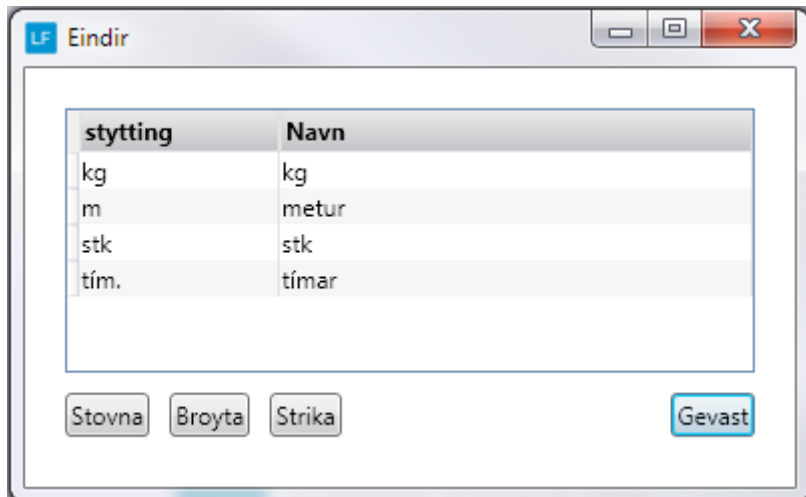 LF Eindir
stytting Navn
kg kg
m metur
stk stk
tím. tímar
Stovna Broyta Strika Gevast